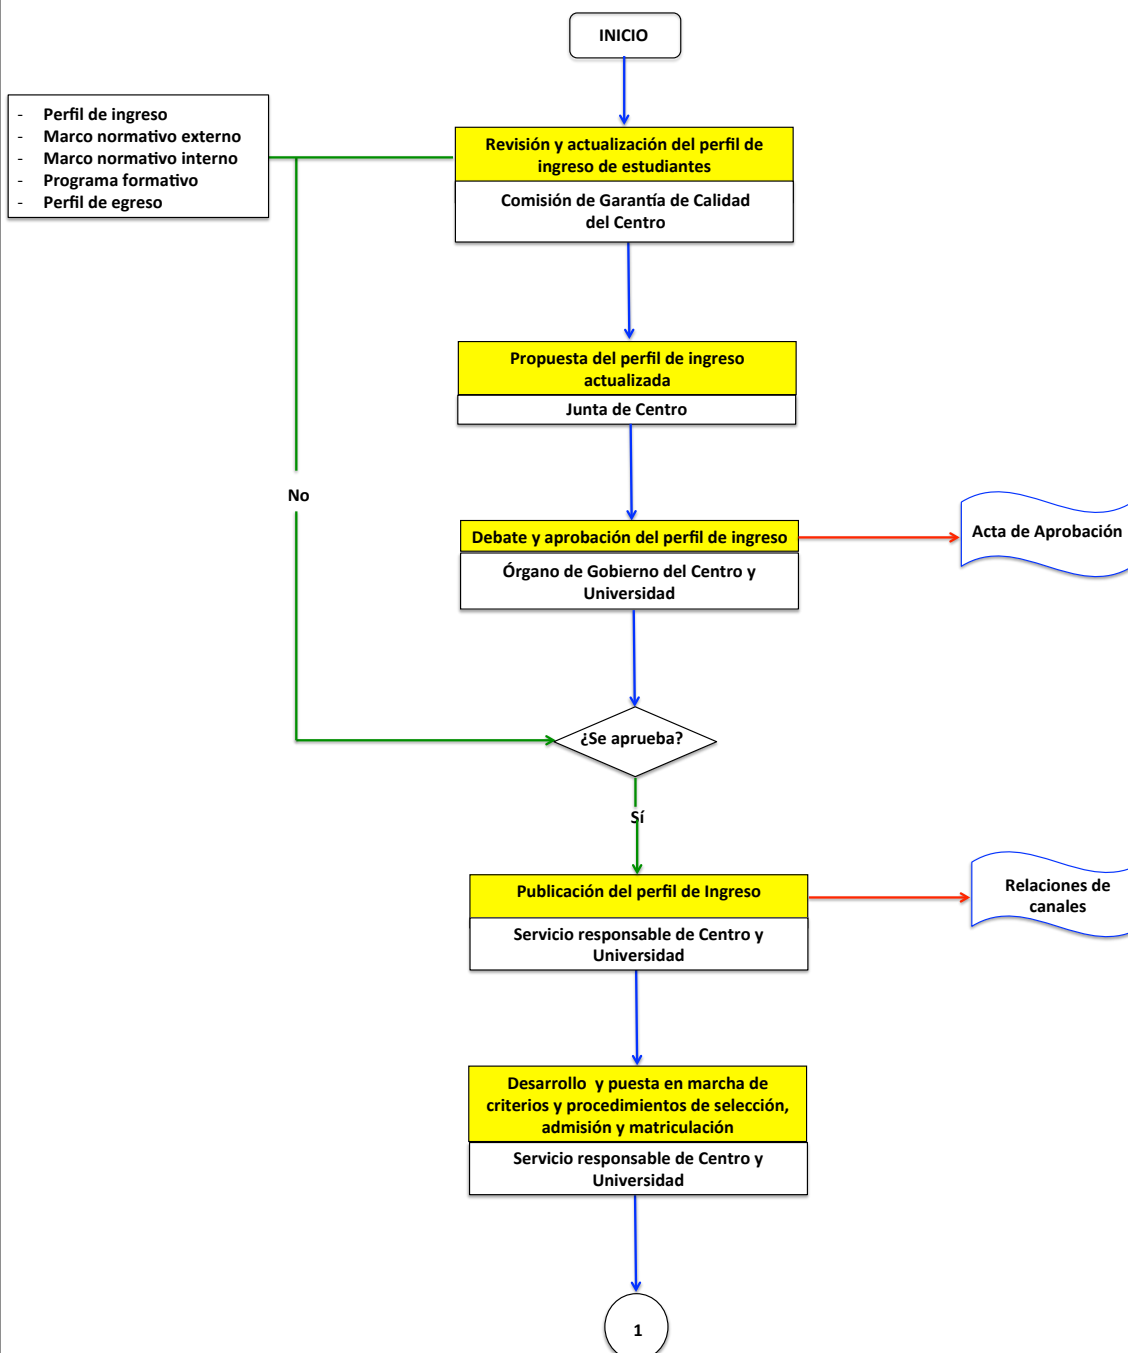 INICIO
- Perfil de ingreso
- Marco normativo externo
- Marco normativo interno
- Programa formativo
- Perfil de egreso
Revisión y actualización del perfil de
ingreso de estudiantes
Comisión de Garantía de Calidad
del Centro
Propuesta del perfil de ingreso
actualizada
Junta de Centro
No
Debate y aprobación del perfil de ingreso
Órgano de Gobierno del Centro y
Universidad
Acta de Aprobación
¿Se aprueba?
Sí
Publicación del perfil de Ingreso
Servicio responsable de Centro y
Universidad
Relaciones de
canales
Desarrollo y puesta en marcha de
criterios y procedimientos de selección,
admisión y matriculación
Servicio responsable de Centro y
Universidad
1